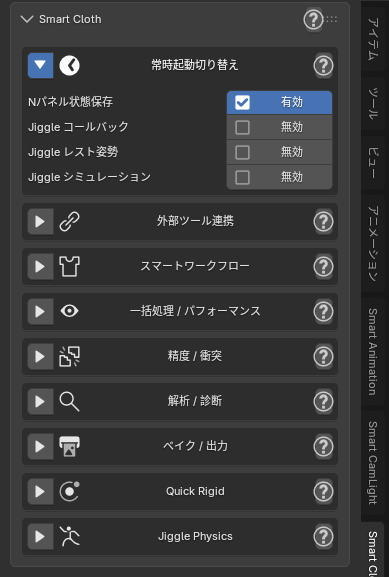 Smart Cloth
常時起動切り替え
Nパネル状態保存
有効
Jiggle コールバック
無効
Jiggle レスト姿勢
無効
Jiggle シミュレーション
無効
外部ツール連携
スマートワークフロー
一括処理 / パフォーマンス
精度 / 衝突
解析 / 診断
ベイク / 出力
Quick Rigid
Jiggle Physics
アイテム
ツール
ビュー
アニメーション
Smart Animation
Smart CamLight
Smart Cl